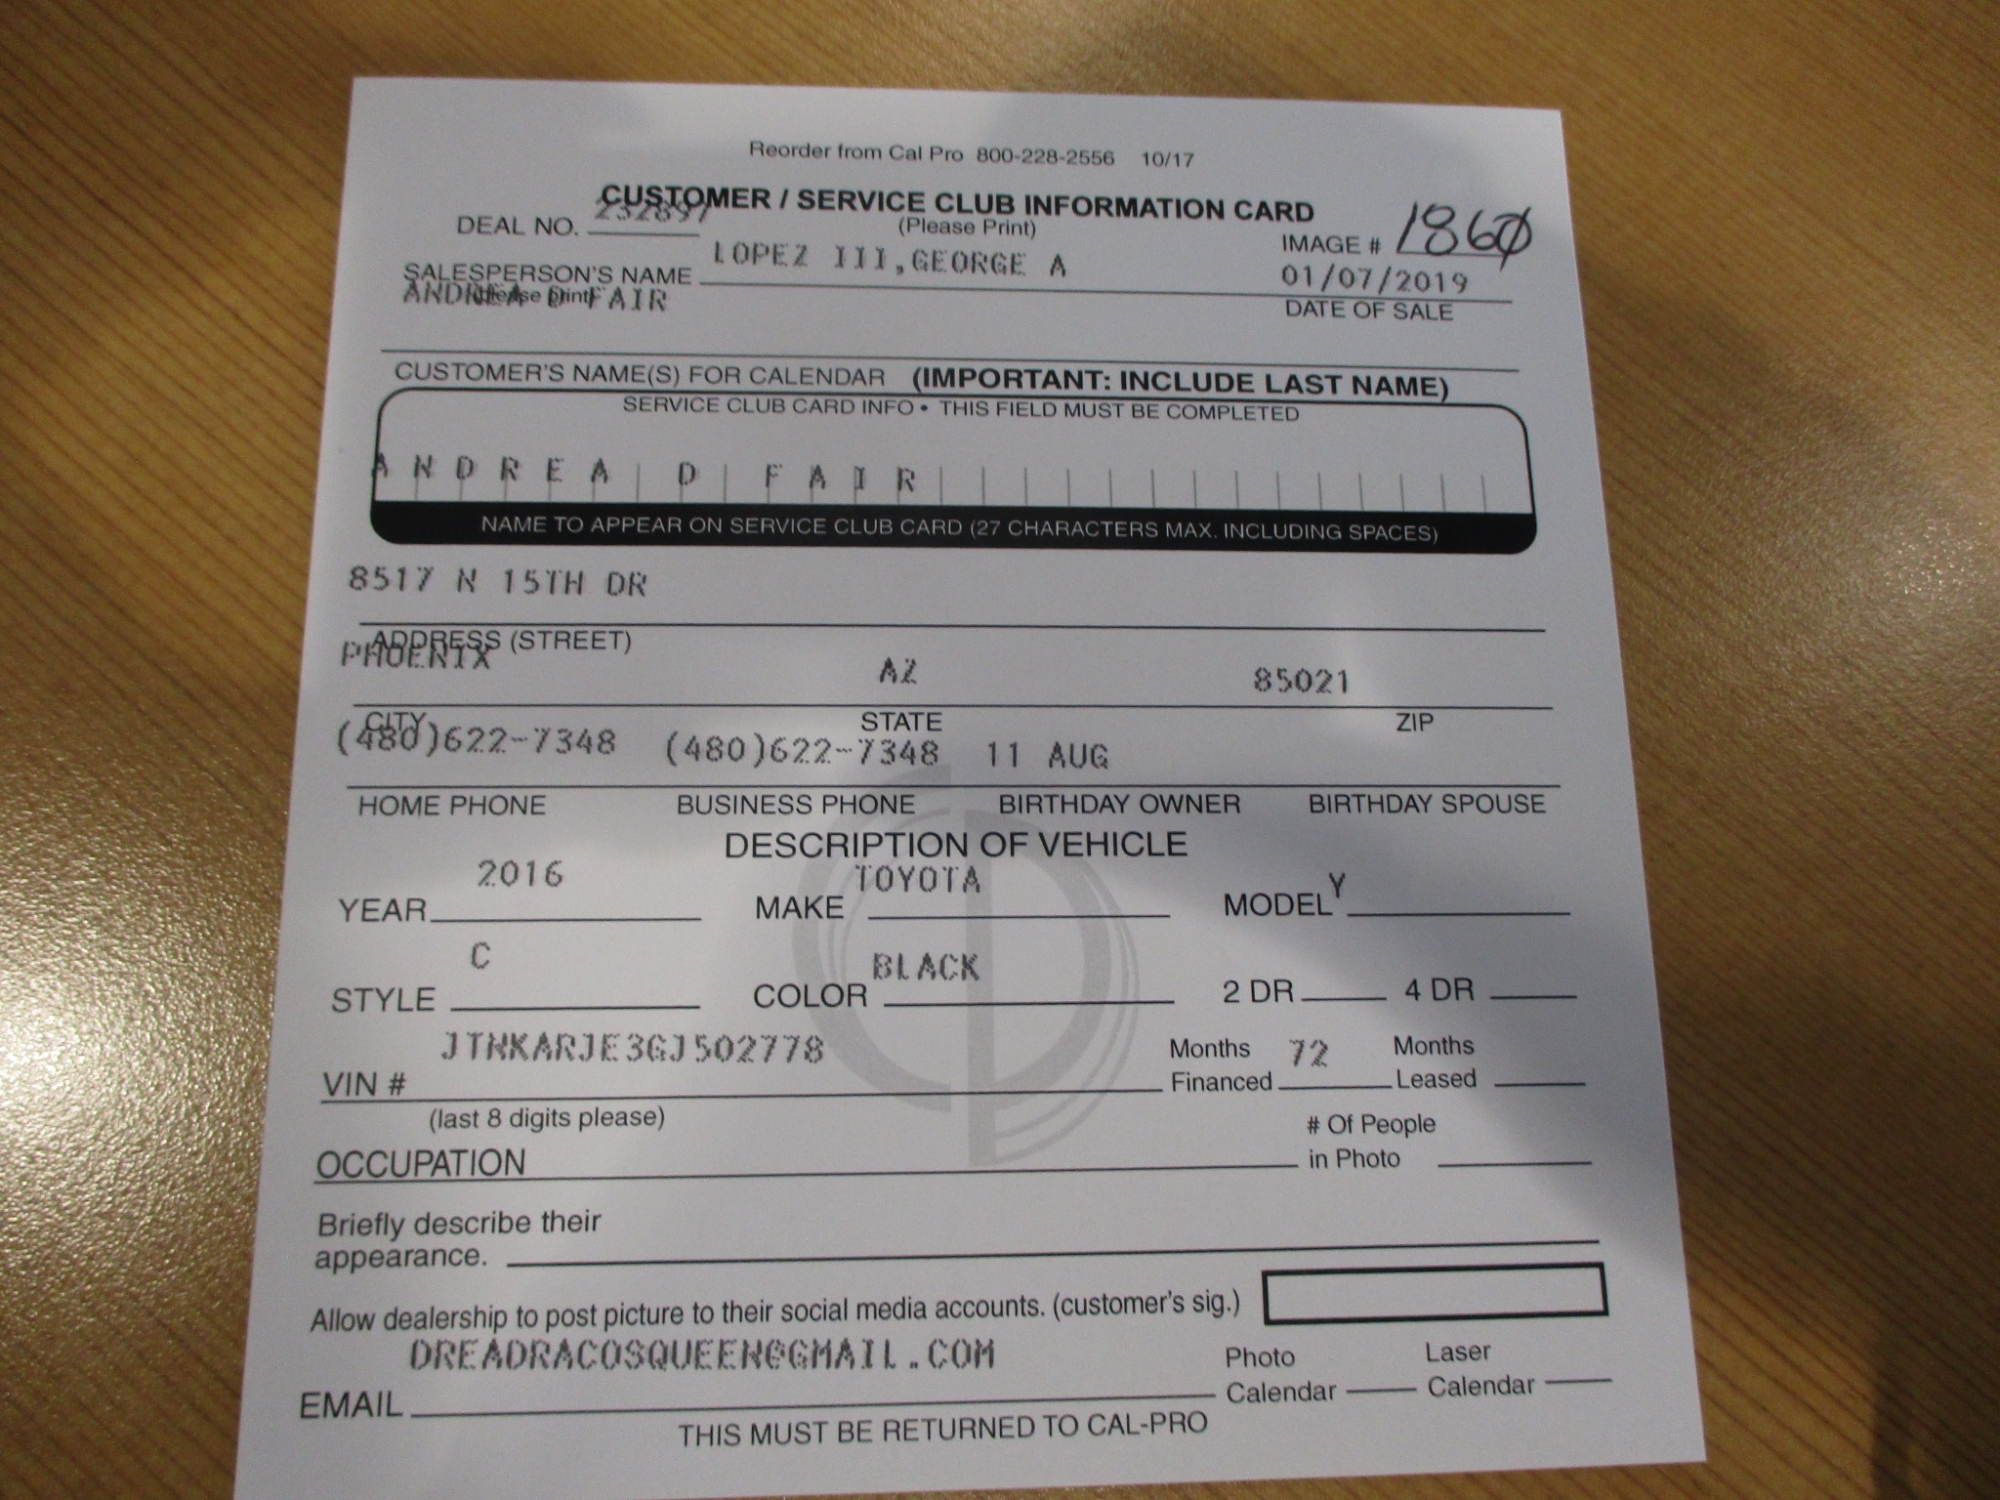 Reorder from Cal Pro 800-228-2556 10/17
CUSTOMER / SERVICE CLUB INFORMATION CARD
DEAL NO. 232897 (Please Print) IMAGE # 1860
SALESPERSON'S NAME LOPEZ III,GEORGE A 01/07/2019
(please print) DATE OF SALE
ANDREA D FAIR
CUSTOMER'S NAME(S) FOR CALENDAR (IMPORTANT: INCLUDE LAST NAME)
SERVICE CLUB CARD INFO • THIS FIELD MUST BE COMPLETED
ANDREA D FAIR
NAME TO APPEAR ON SERVICE CLUB CARD (27 CHARACTERS MAX. INCLUDING SPACES)
8517 N 15TH DR
ADDRESS (STREET)
PHOENIX AZ 85021
CITY STATE ZIP
(480)622-7348 (480)622-7348 11 AUG
HOME PHONE BUSINESS PHONE BIRTHDAY OWNER BIRTHDAY SPOUSE
DESCRIPTION OF VEHICLE
YEAR 2016 MAKE TOYOTA MODEL Y
STYLE C COLOR BLACK 2 DR 4 DR
VIN # JTNKARJE3GJ502778 Months Financed 72 Months Leased
(last 8 digits please)
OCCUPATION # Of People in Photo
Briefly describe their
appearance.
Allow dealership to post picture to their social media accounts. (customer's sig.)
EMAIL DREADRACOSQUEEN@GMAIL.COM Photo Calendar Laser Calendar
THIS MUST BE RETURNED TO CAL-PRO